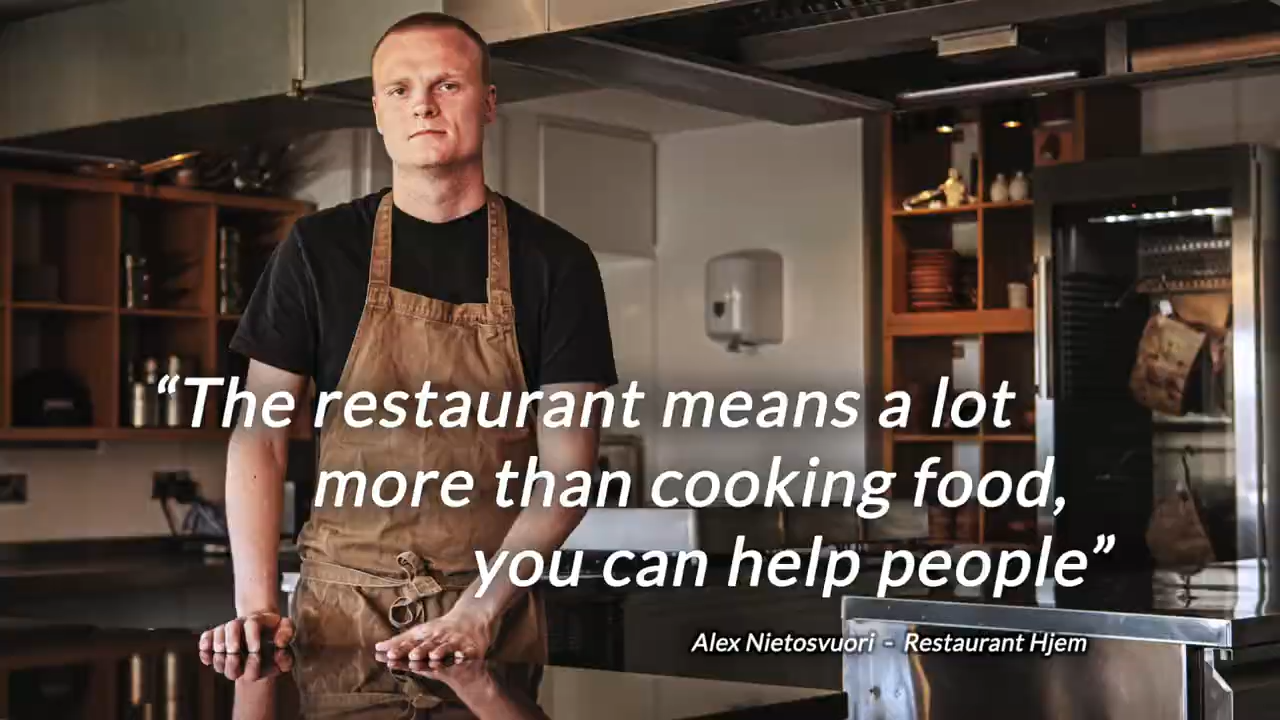 “The restaurant means a lot
more than cooking food,
you can help people”
Alex Nietosvuori - Restaurant Hjem